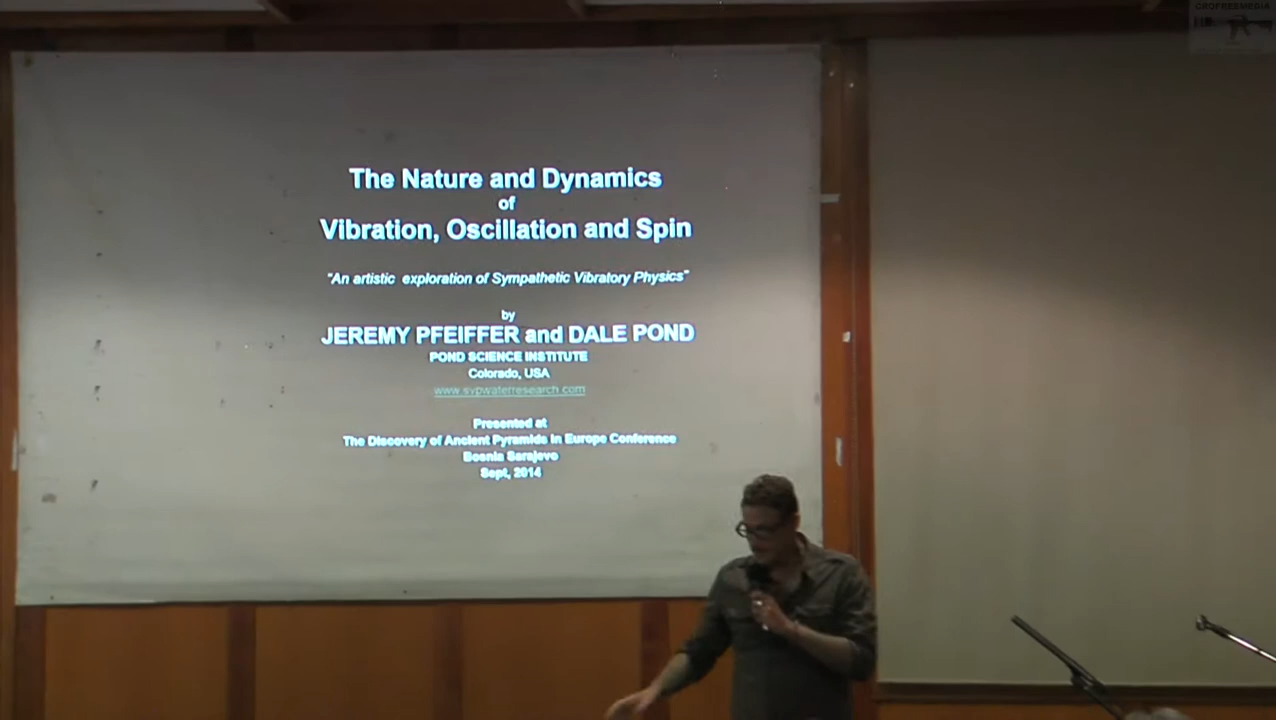 CROFREEMEDIA
The Nature and Dynamics
of
Vibration, Oscillation and Spin
"An artistic exploration of Sympathetic Vibratory Physics"
by
JEREMY PFEIFFER and DALE POND
POND SCIENCE INSTITUTE
Colorado, USA
www.svpwaterresearch.com
Presented at
The Discovery of Ancient Pyramids in Europe Conference
Bosnia Sarajevo
Sept, 2014